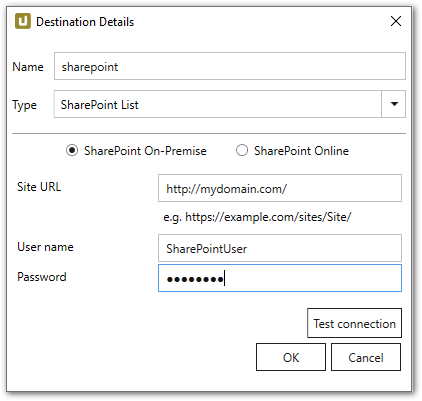 Destination Details
Name sharepoint
Type SharePoint List
SharePoint On-Premise SharePoint Online
Site URL http://mydomain.com/
e.g. https://example.com/sites/Site/
User name SharePointUser
Password ●●●●●●●●
Test connection
OK Cancel